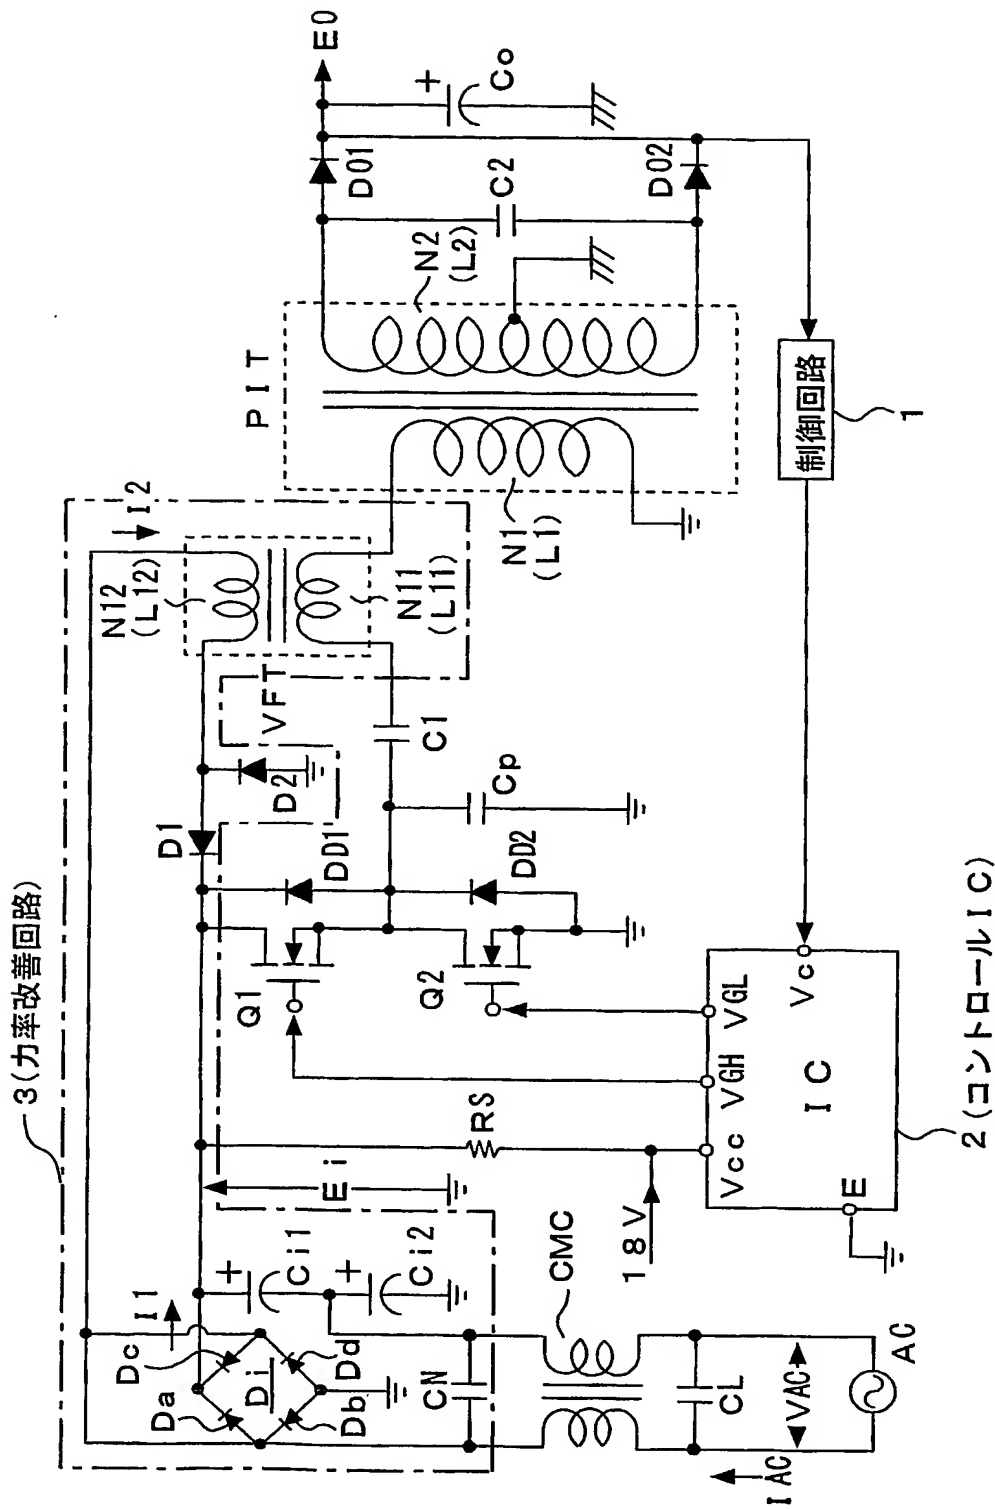 3(力率改善回路)
I1
Dc
Da
Di
Dd
Db
Ci1
+
Ci2
+
CN
CMC
CL
VAC
IAC
AC
Ei
RS
18V
Vcc
VGH
VGL
Vc
IC
E
2(コントロールIC)
Q1
Q2
DD1
DD2
D1
D2
Cp
C1
VFT
N12
(L12)
N11
(L11)
I2
PIT
N1
(L1)
N2
(L2)
C2
DO1
DO2
+
Co
EO
制御回路
1